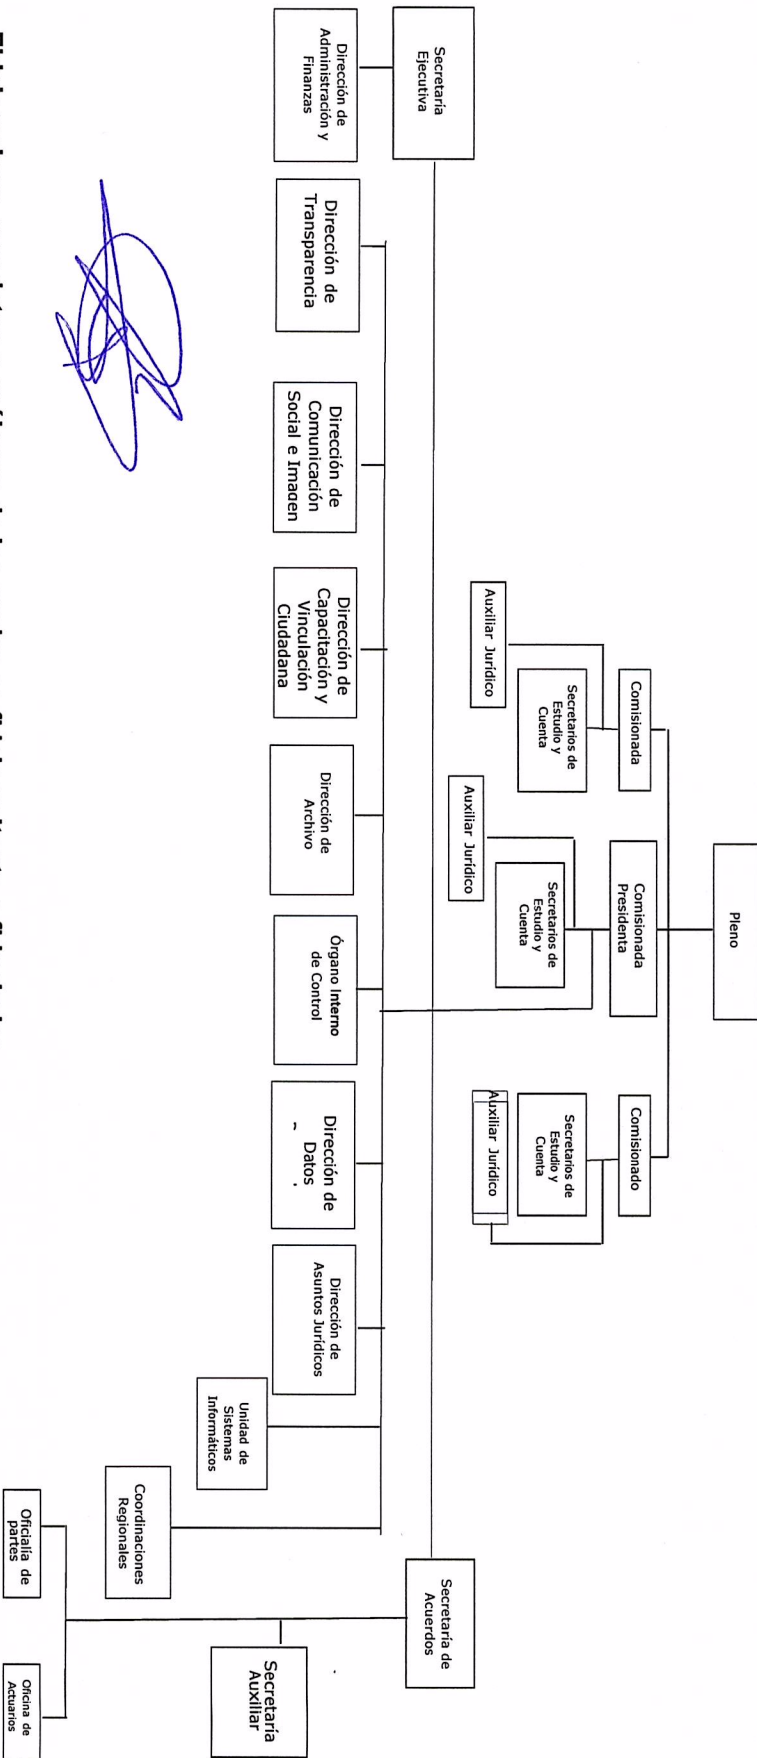 Pleno
Comisionada
Comisionada
Presidenta
Comisionado
Secretarios de
Estudio y
Cuenta
Auxiliar Jurídico
Secretarios de
Estudio y
Cuenta
Auxiliar Jurídico
Secretarios de
Estudio y
Cuenta
Auxiliar Jurídico
Secretaría
Ejecutiva
Secretaría de
Acuerdos
Dirección de
Administración y
Finanzas
Dirección de
Transparencia
Dirección de
Comunicación
Social e Imagen
Dirección de
Capacitación y
Vinculación
Ciudadana
Dirección de
Archivo
Órgano Interno
de Control
Dirección de
Datos
Dirección de
Asuntos Jurídicos
Unidad de
Sistemas
Informáticos
Coordinaciones
Regionales
Secretaría
Auxiliar
Oficialía de
partes
Oficina de
Actuarios